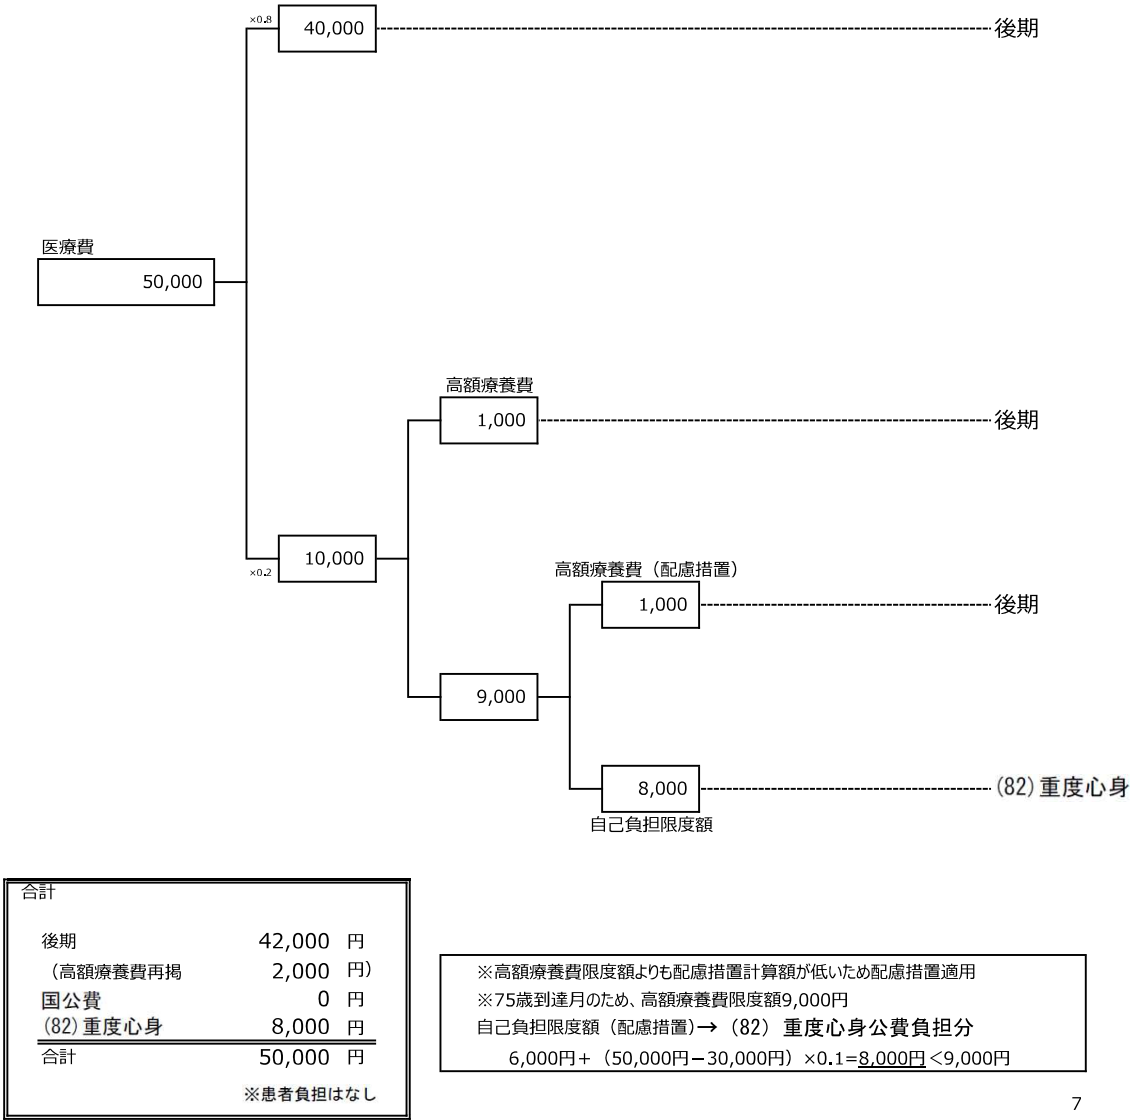 ×0.8
40,000
後期
医療費
50,000
高額療養費
1,000
後期
10,000
×0.2
高額療養費（配慮措置）
1,000
後期
9,000
8,000
(82)重度心身
自己負担限度額
合計
後期 42,000 円
（高額療養費再掲 2,000 円）
国公費 0 円
(82)重度心身 8,000 円
合計 50,000 円
※患者負担はなし
※高額療養費限度額よりも配慮措置計算額が低いため配慮措置適用
※75歳到達月のため、高額療養費限度額9,000円
自己負担限度額（配慮措置）→（82）重度心身公費負担分
6,000円＋（50,000円－30,000円）×0.1=8,000円＜9,000円
7